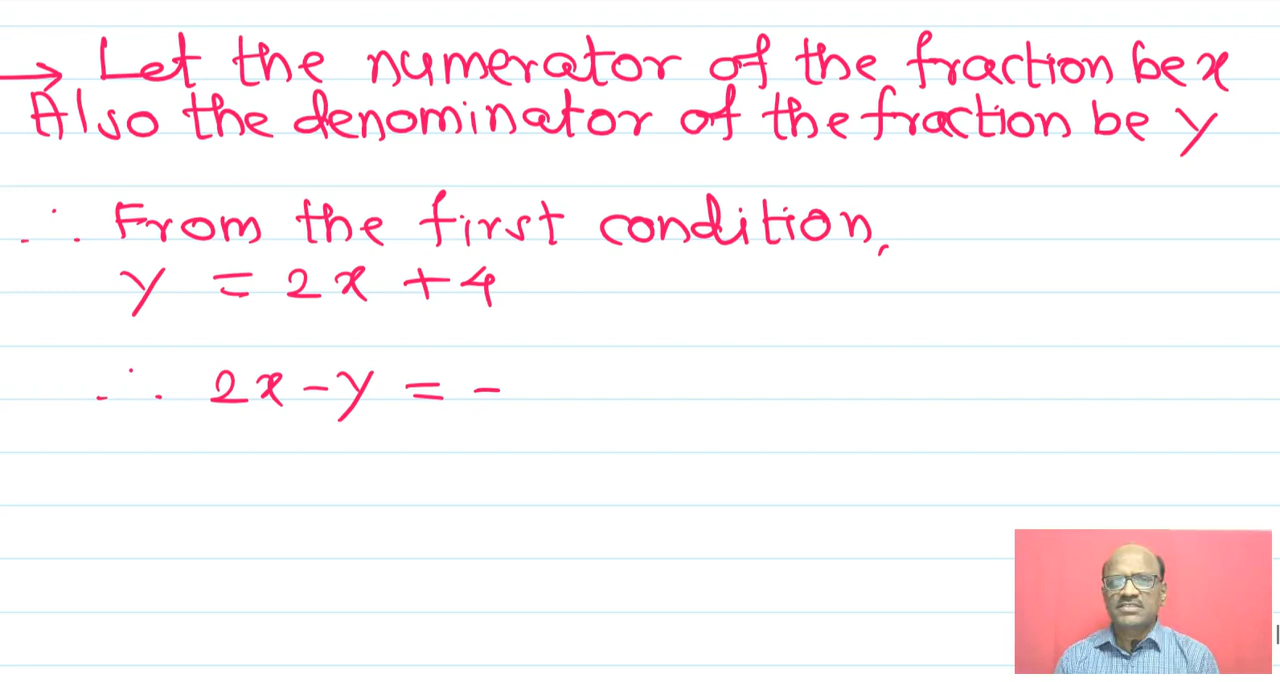 → Let the numerator of the fraction be x
Also the denominator of the fraction be y
∴ From the first condition,
y = 2x + 4
∴ 2x - y = -